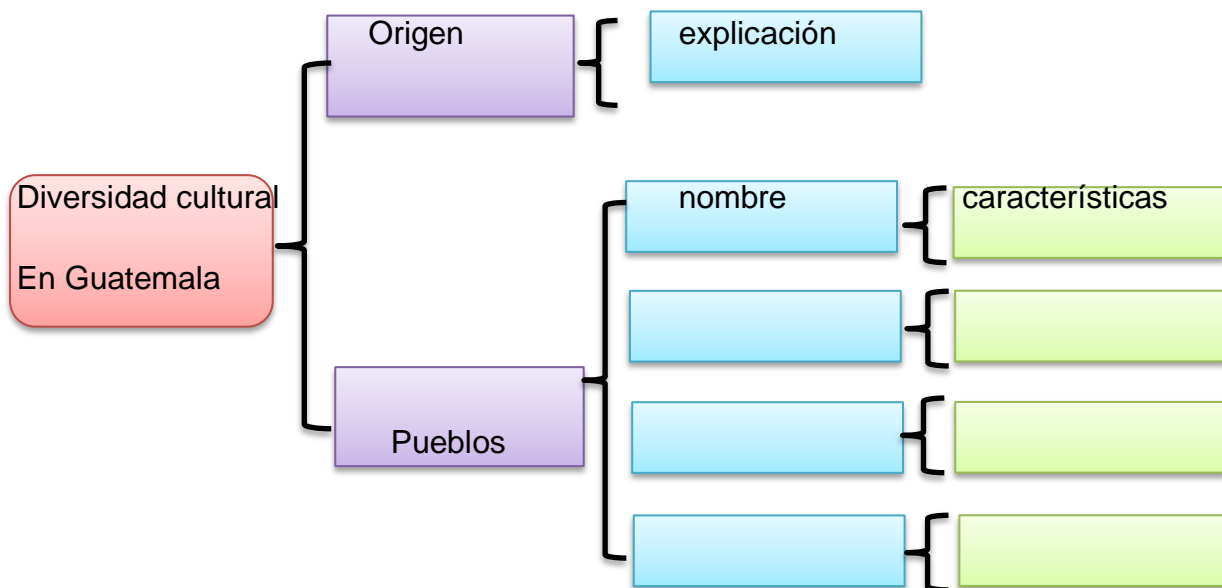 Origen
explicación
Diversidad cultural
En Guatemala
nombre
características
Pueblos